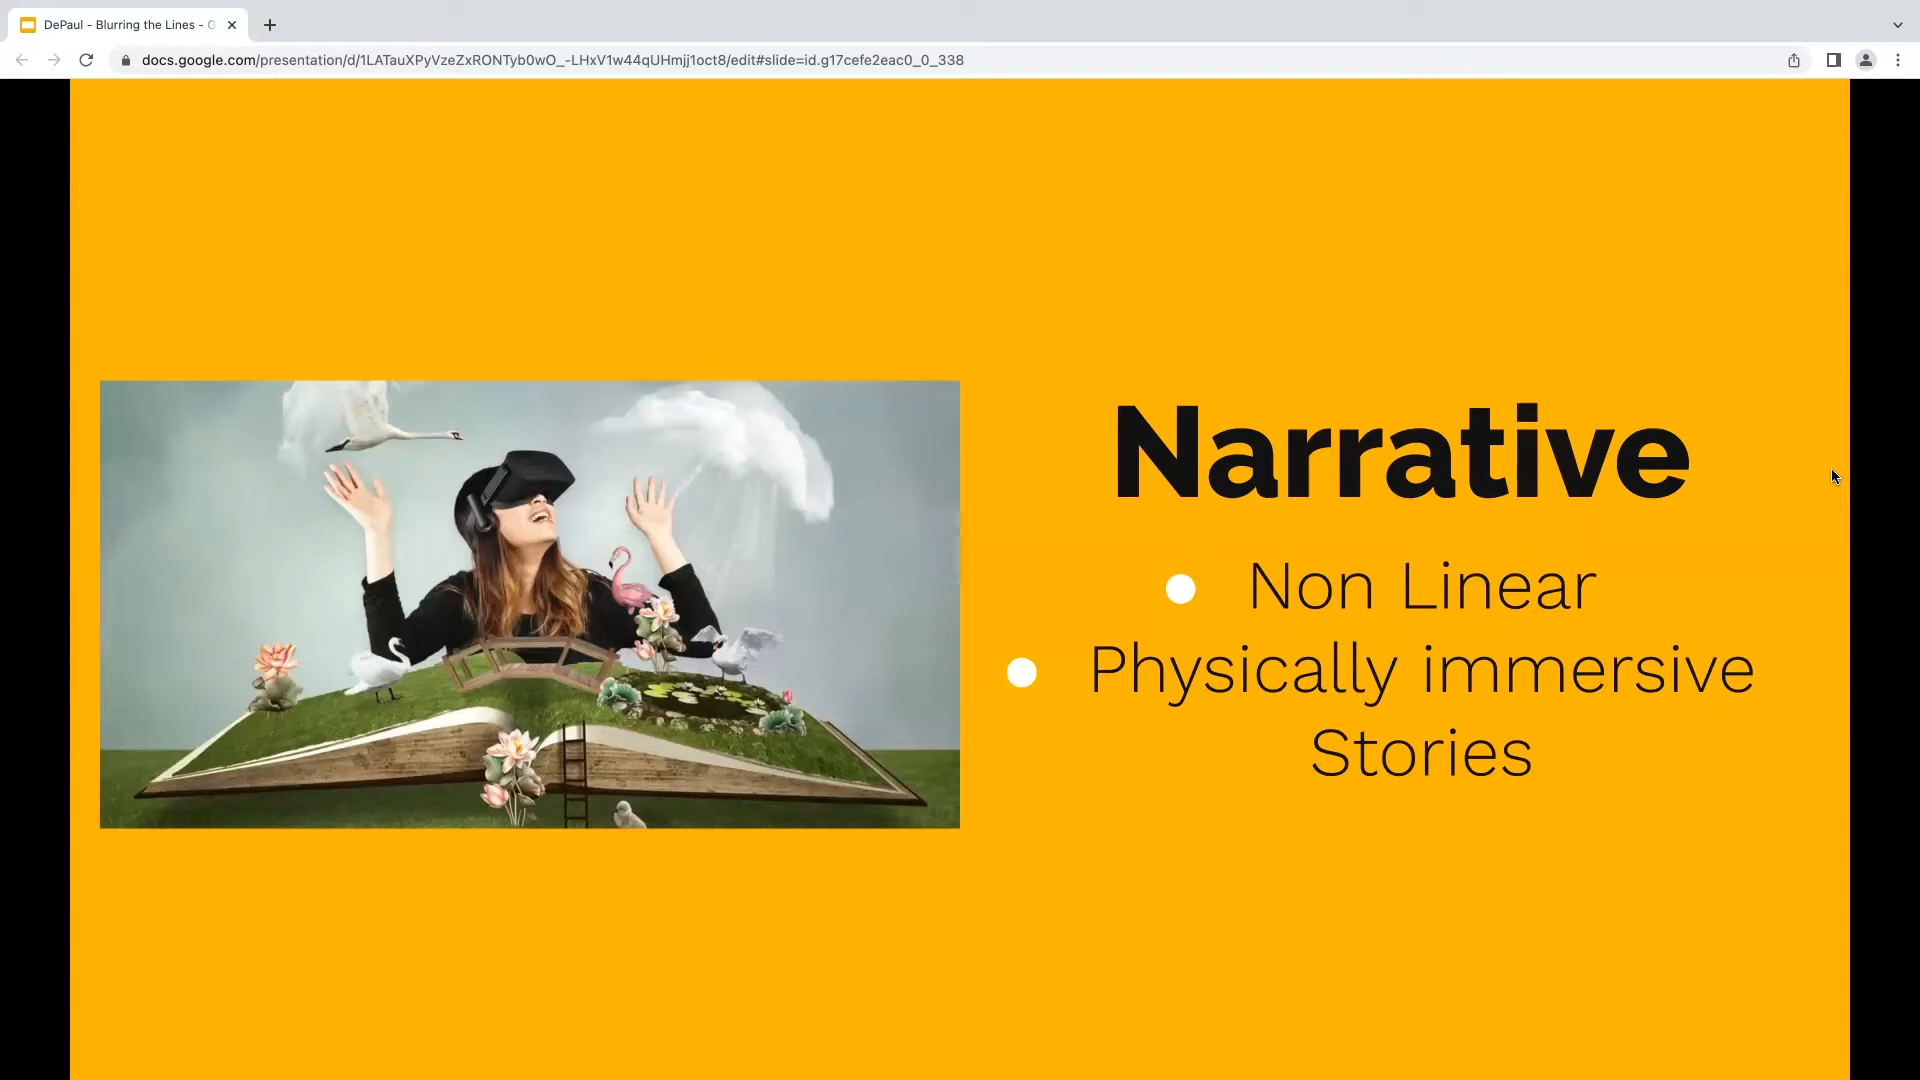 DePaul - Blurring the Lines - G
docs.google.com/presentation/d/1LATauXPyVzeZxRONTyb0wO_-LHxV1w44qUHmjj1oct8/edit#slide=id.g17cefe2eac0_0_338
Narrative
Non Linear
Physically immersive
Stories